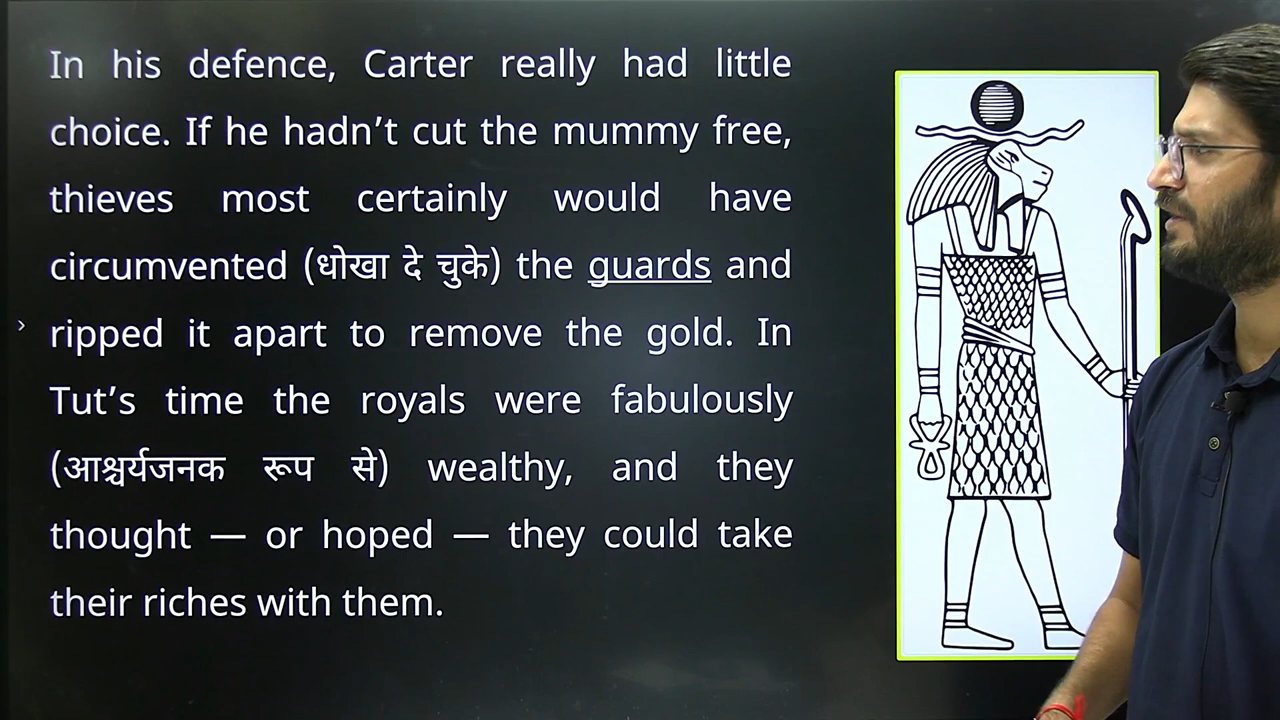 In his defence, Carter really had little
choice. If he hadn’t cut the mummy free,
thieves most certainly would have
circumvented (धोखा दे चुके) the guards and
ripped it apart to remove the gold. In
Tut’s time the royals were fabulously
(आश्चर्यजनक रूप से) wealthy, and they
thought — or hoped — they could take
their riches with them.